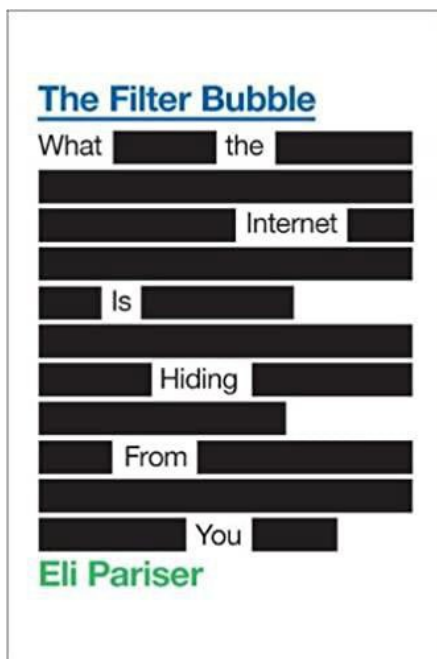 The Filter Bubble
What the
Internet
Is
Hiding
From
You
Eli Pariser